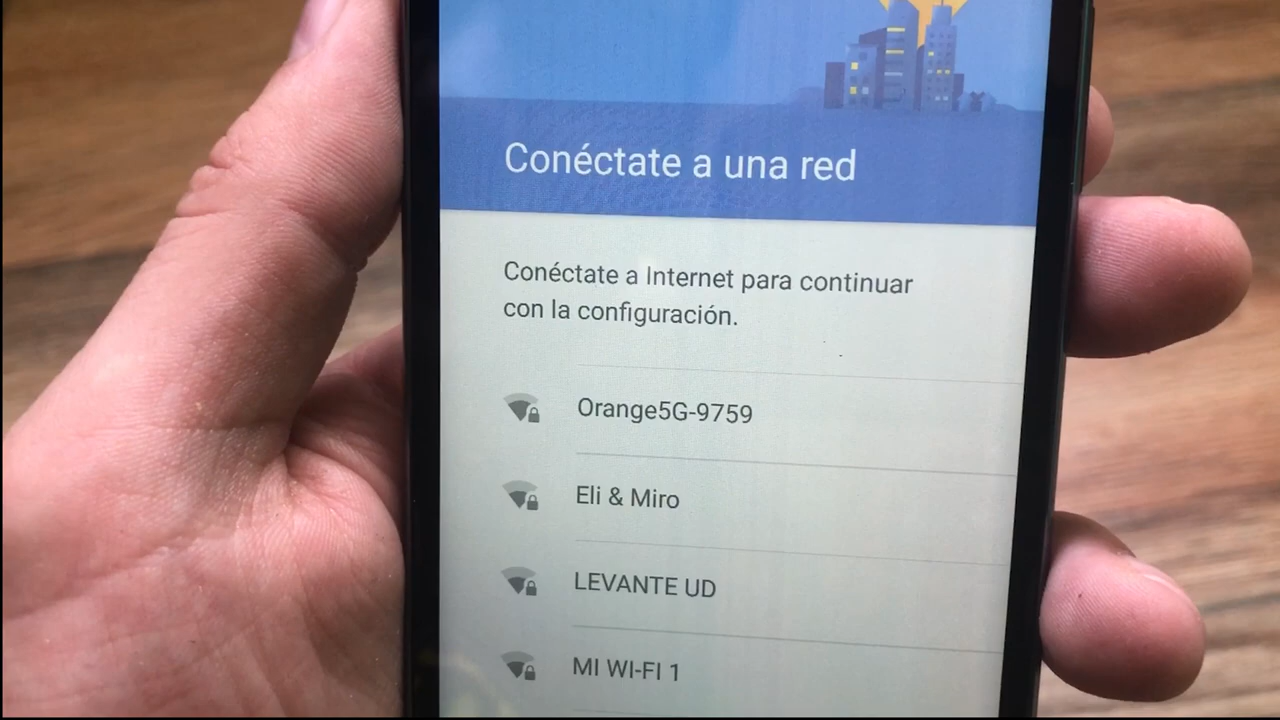 Conéctate a una red
Conéctate a Internet para continuar
con la configuración.
Orange5G-9759
Eli & Miro
LEVANTE UD
MI WI-FI 1